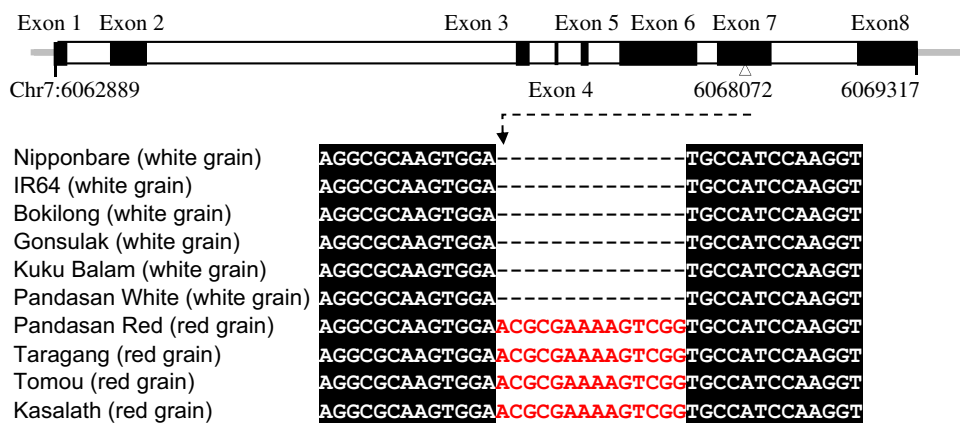 Exon 1 Exon 2 Exon 3 Exon 5 Exon 6 Exon 7 Exon8
Chr7:6062889 Exon 4 6068072 6069317
Nipponbare (white grain) AGGCGCAAGTGGA--------------TGCCATCCAAGGT
IR64 (white grain) AGGCGCAAGTGGA--------------TGCCATCCAAGGT
Bokilong (white grain) AGGCGCAAGTGGA--------------TGCCATCCAAGGT
Gonsulak (white grain) AGGCGCAAGTGGA--------------TGCCATCCAAGGT
Kuku Balam (white grain) AGGCGCAAGTGGA--------------TGCCATCCAAGGT
Pandasan White (white grain) AGGCGCAAGTGGA--------------TGCCATCCAAGGT
Pandasan Red (red grain) AGGCGCAAGTGGAACGCGAAAAGTCGGTGCCATCCAAGGT
Taragang (red grain) AGGCGCAAGTGGAACGCGAAAAGTCGGTGCCATCCAAGGT
Tomou (red grain) AGGCGCAAGTGGAACGCGAAAAGTCGGTGCCATCCAAGGT
Kasalath (red grain) AGGCGCAAGTGGAACGCGAAAAGTCGGTGCCATCCAAGGT